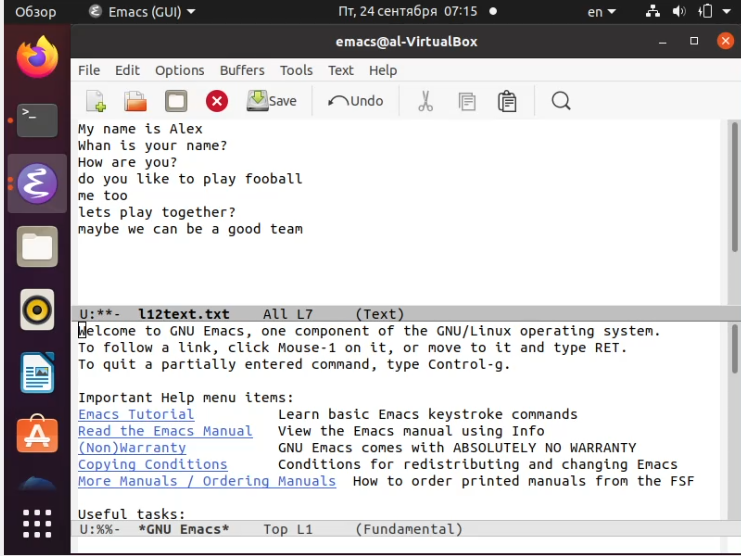 Обзор Emacs (GUI) Пт, 24 сентября 07:15 en
emacs@al-VirtualBox
File Edit Options Buffers Tools Text Help
Save Undo
My name is Alex
Whan is your name?
How are you?
do you like to play fooball
me too
lets play together?
maybe we can be a good team
U:**- l12text.txt All L7 (Text)
Welcome to GNU Emacs, one component of the GNU/Linux operating system.
To follow a link, click Mouse-1 on it, or move to it and type RET.
To quit a partially entered command, type Control-g.
Important Help menu items:
Emacs Tutorial Learn basic Emacs keystroke commands
Read the Emacs Manual View the Emacs manual using Info
(Non)Warranty GNU Emacs comes with ABSOLUTELY NO WARRANTY
Copying Conditions Conditions for redistributing and changing Emacs
More Manuals / Ordering Manuals How to order printed manuals from the FSF
Useful tasks:
U:%%- *GNU Emacs* Top L1 (Fundamental)